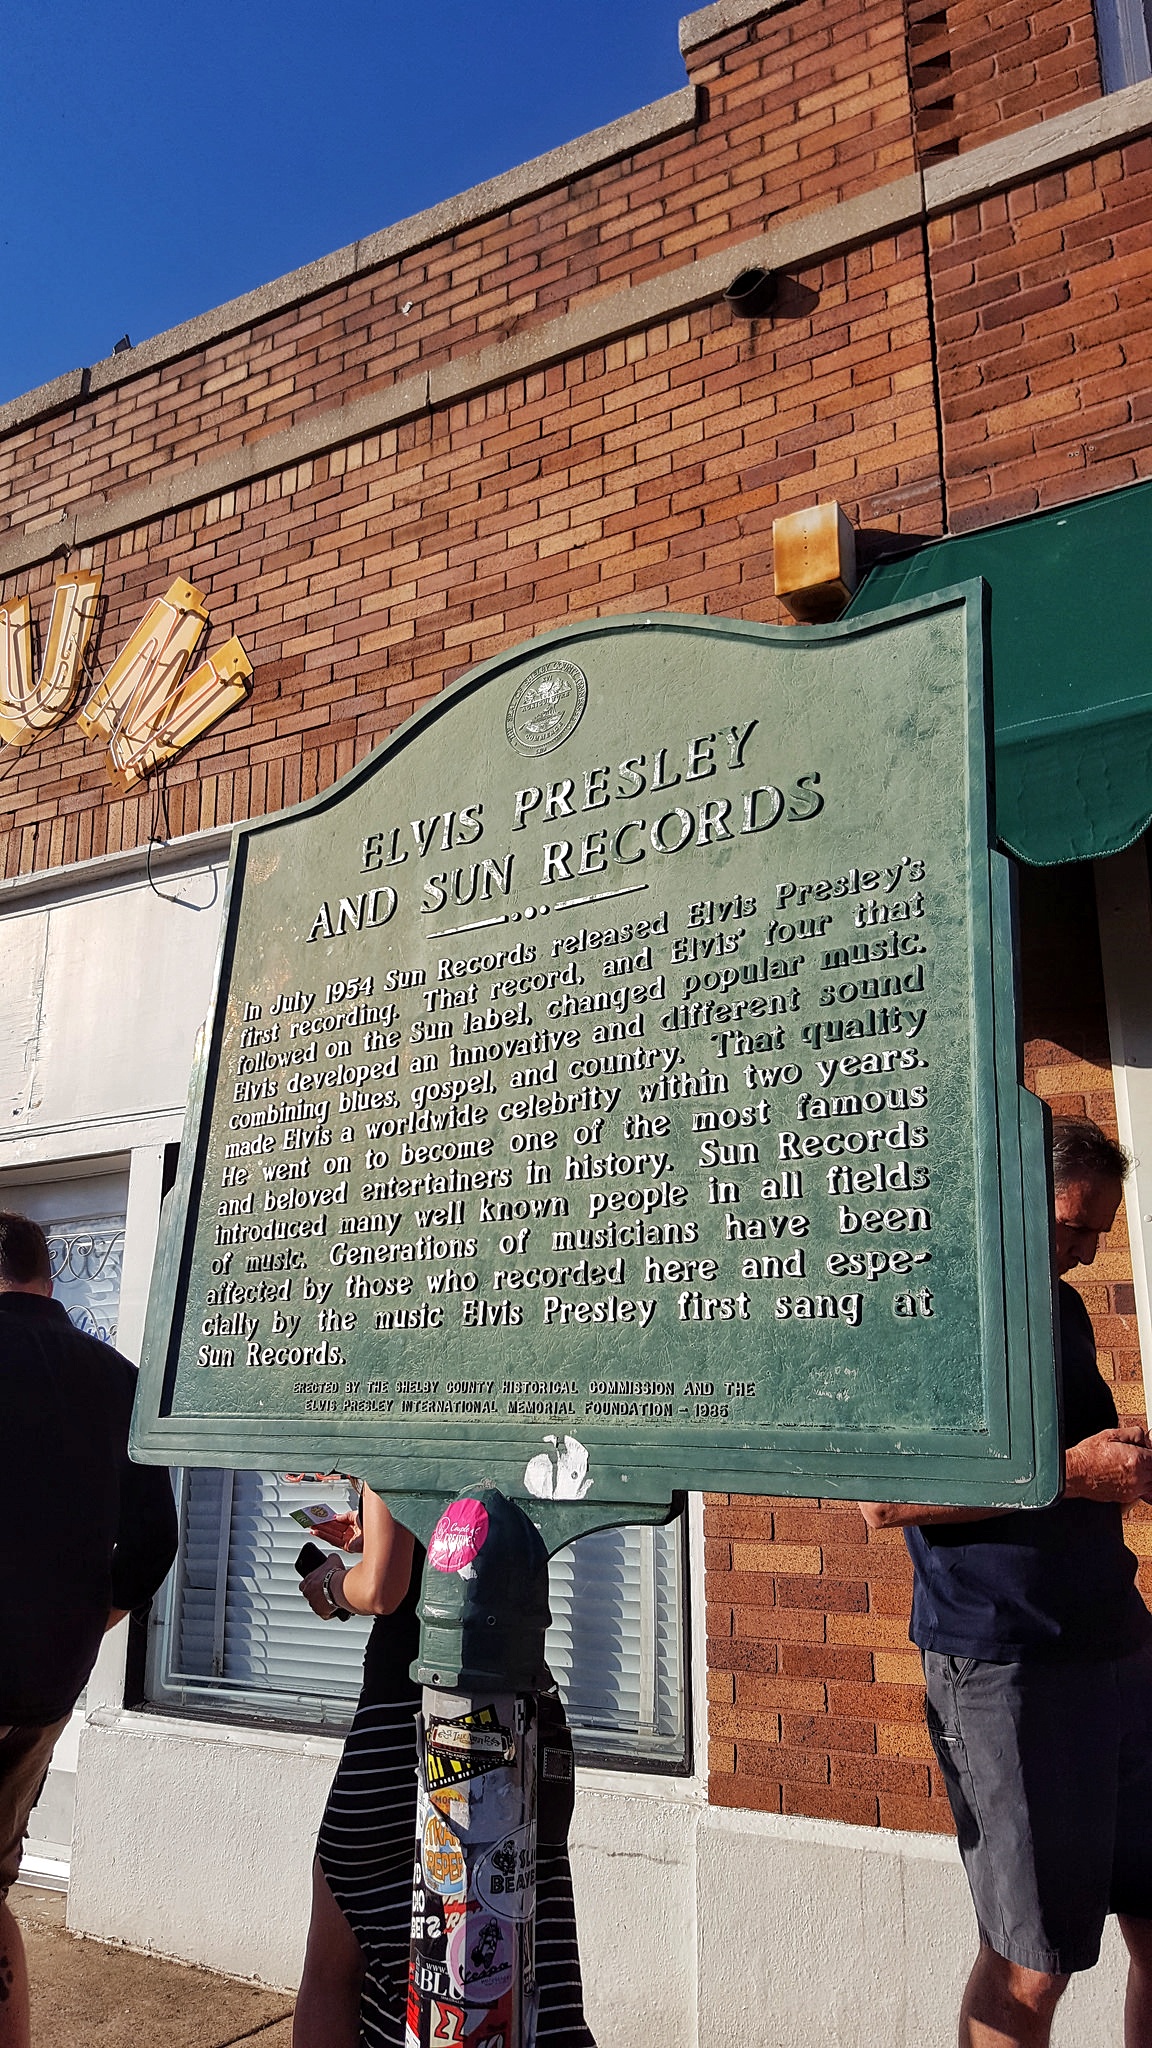 UN
ELVIS PRESLEY
AND SUN RECORDS
In July 1954 Sun Records released Elvis Presley's
first recording. That record, and Elvis' four that
followed on the Sun label, changed popular music.
Elvis developed an innovative and different sound
combining blues, gospel, and country. That quality
made Elvis a worldwide celebrity within two years.
He went on to become one of the most famous
and beloved entertainers in history. Sun Records
introduced many well known people in all fields
of music. Generations of musicians have been
affected by those who recorded here and espe-
cially by the music Elvis Presley first sang at
Sun Records.
ERECTED BY THE SHELBY COUNTY HISTORICAL COMMISSION AND THE
ELVIS PRESLEY INTERNATIONAL MEMORIAL FOUNDATION - 1985
AGRICULTURE
COMMERCE
Vespa